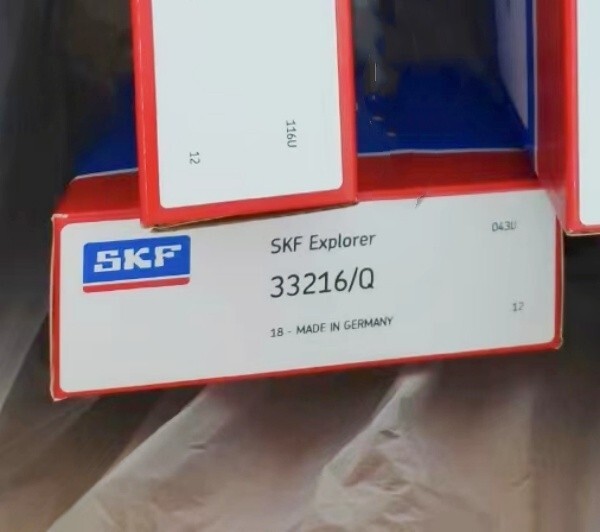 116U
12
SKF
SKF Explorer
33216/Q
18 - MADE IN GERMANY
043U
12